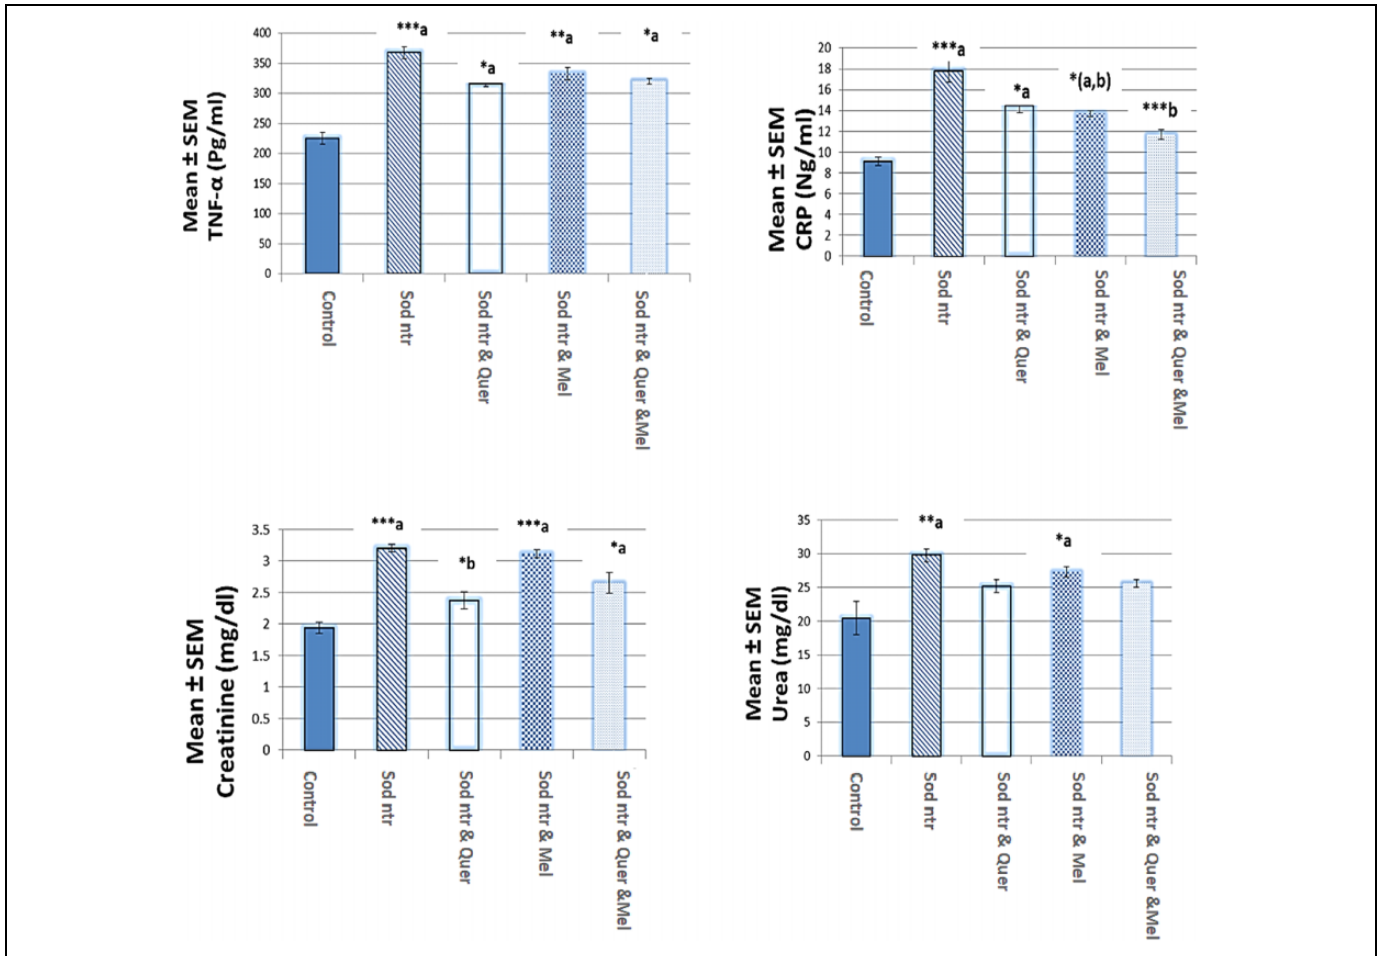 Mean ± SEM
TNF-α (Pg/ml)
400
350
300
250
200
150
100
50
0
***a
*a
**a
*a
Control
Sod ntr
Sod ntr & Quer
Sod ntr & Mel
Sod ntr & Quer &Mel
Mean ± SEM
CRP (Ng/ml)
20
18
16
14
12
10
8
6
4
2
0
***a
*a
*(a,b)
***b
Control
Sod ntr
Sod ntr & Quer
Sod ntr & Mel
Sod ntr & Quer &Mel
Mean ± SEM
Creatinine (mg/dl)
3.5
3
2.5
2
1.5
1
0.5
0
***a
*b
***a
*a
Control
Sod ntr
Sod ntr & Quer
Sod ntr & Mel
Sod ntr & Quer &Mel
Mean ± SEM
Urea (mg/dl)
35
30
25
20
15
10
5
0
**a
*a
Control
Sod ntr
Sod ntr & Quer
Sod ntr & Mel
Sod ntr & Quer &Mel